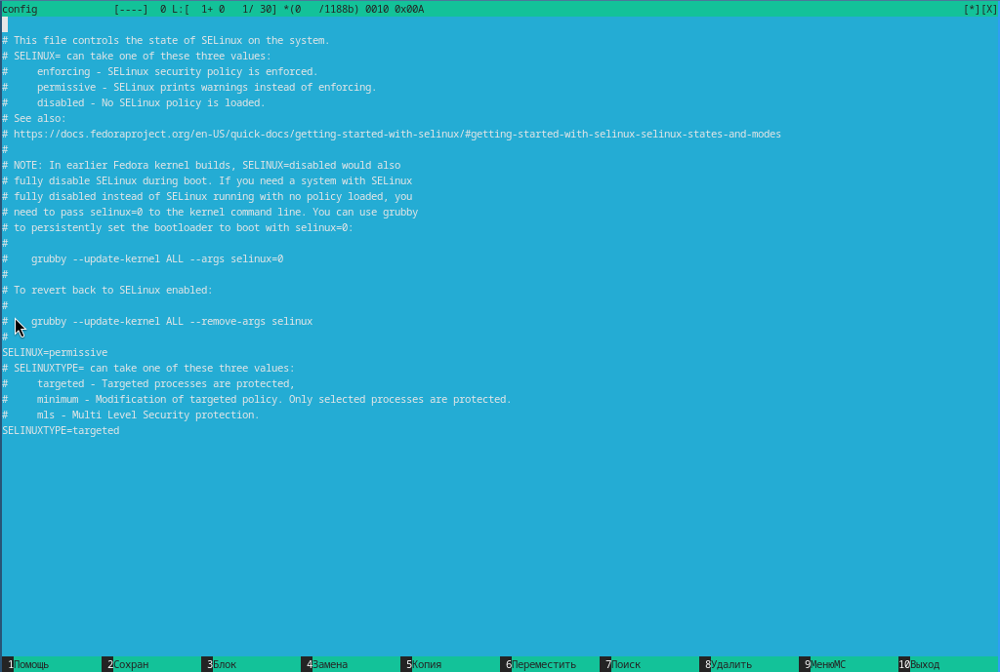 config [----] 0 L:[ 1+ 0 1/ 30] *(0 /1188b) 0010 0x00A [*][X]
# This file controls the state of SELinux on the system.
# SELINUX= can take one of these three values:
#     enforcing - SELinux security policy is enforced.
#     permissive - SELinux prints warnings instead of enforcing.
#     disabled - No SELinux policy is loaded.
# See also:
# https://docs.fedoraproject.org/en-US/quick-docs/getting-started-with-selinux/#getting-started-with-selinux-selinux-states-and-modes
#
# NOTE: In earlier Fedora kernel builds, SELINUX=disabled would also
# fully disable SELinux during boot. If you need a system with SELinux
# fully disabled instead of SELinux running with no policy loaded, you
# need to pass selinux=0 to the kernel command line. You can use grubby
# to persistently set the bootloader to boot with selinux=0:
#
#    grubby --update-kernel ALL --args selinux=0
#
# To revert back to SELinux enabled:
#
#    grubby --update-kernel ALL --remove-args selinux
#
SELINUX=permissive
# SELINUXTYPE= can take one of these three values:
#     targeted - Targeted processes are protected,
#     minimum - Modification of targeted policy. Only selected processes are protected.
#     mls - Multi Level Security protection.
SELINUXTYPE=targeted
1Помощь 2Сохран 3Блок 4Замена 5Копия 6Переместить 7Поиск 8Удалить 9МенюMC 10Выход